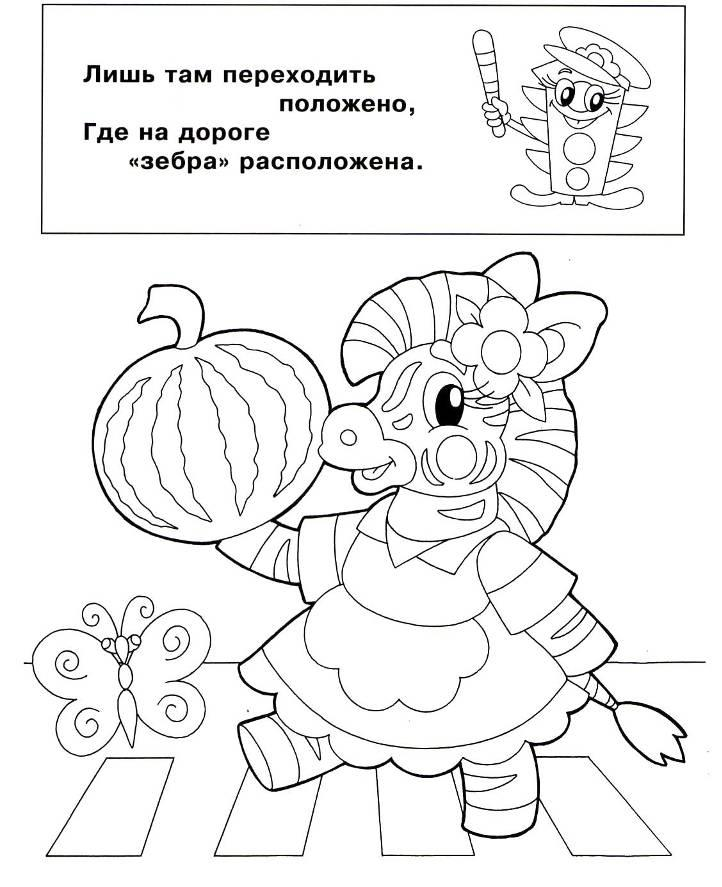 Лишь там переходить
положено,
Где на дороге
«зебра» расположена.